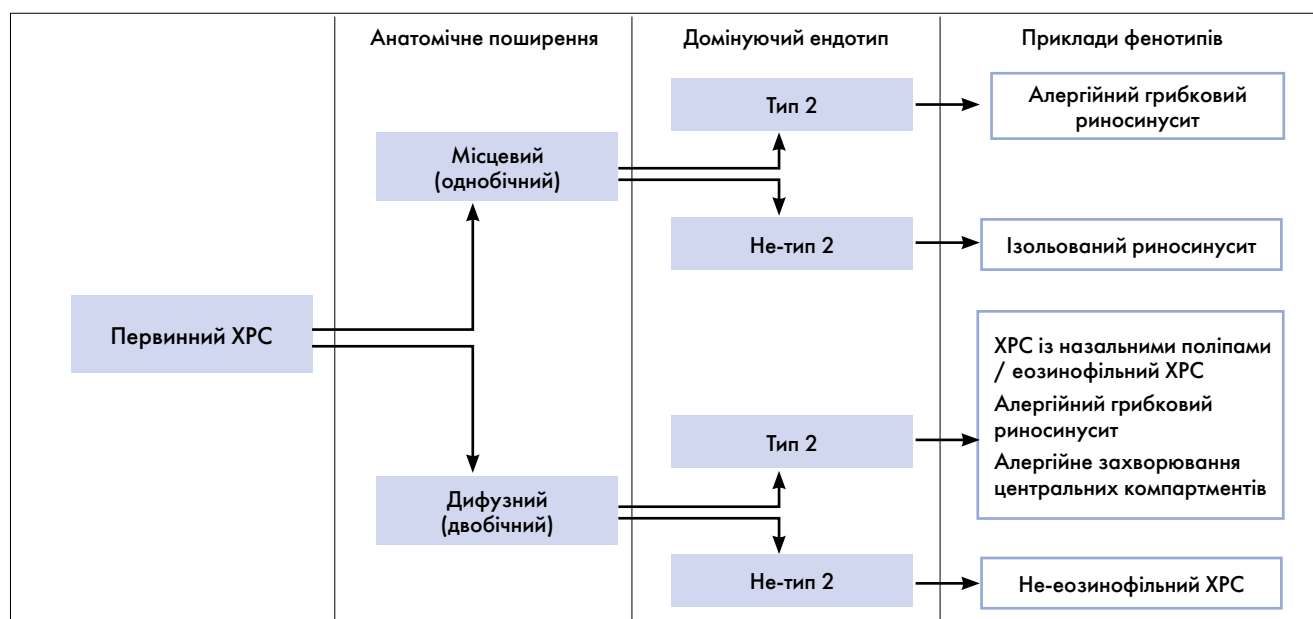 Анатомічне поширення
Домінуючий ендотип
Приклади фенотипів
Первинний ХРС
Місцевий
(однобічний)
Тип 2
Алергійний грибковий
риносинусит
Не-тип 2
Ізольований риносинусит
Дифузний
(двобічний)
Тип 2
ХРС із назальними поліпами
/ еозинофільний ХРС
Алергійний грибковий
риносинусит
Алергійне захворювання
центральних компартментів
Не-тип 2
Не-еозинофільний ХРС